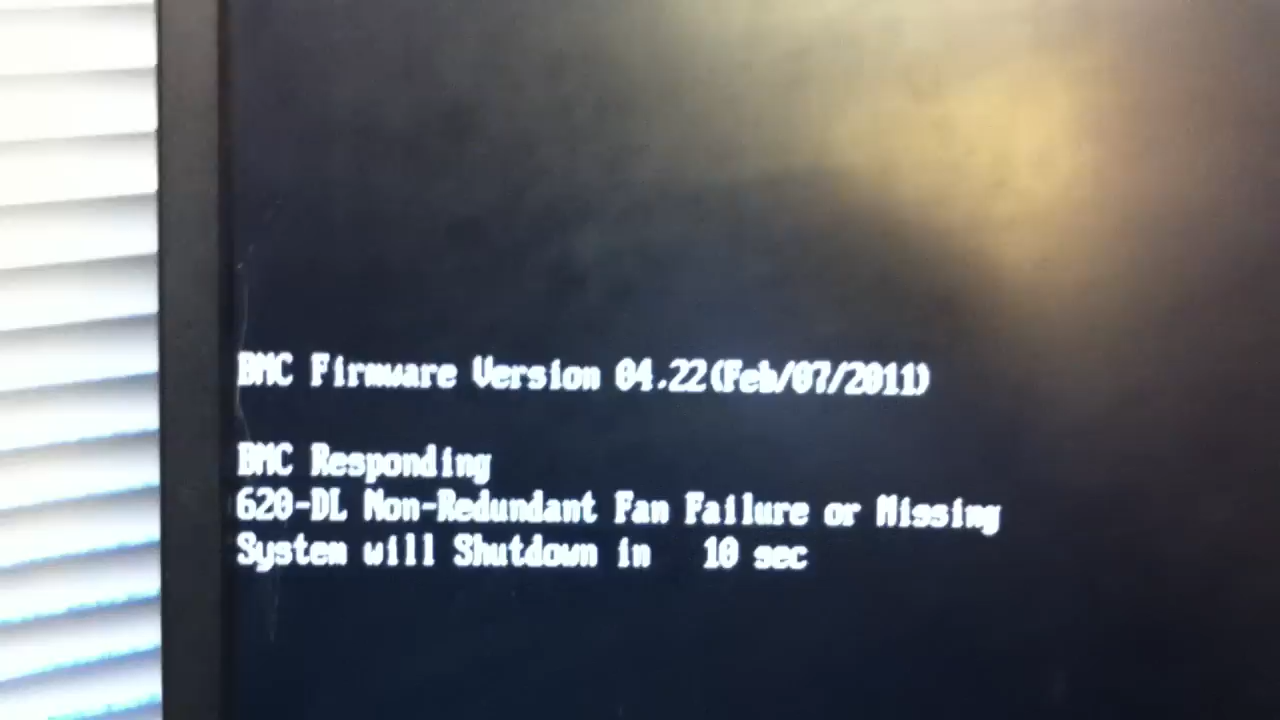 BMC Firmware Version 04.22(Feb/07/2011)
BMC Responding
620-DL Non-Redundant Fan Failure or Missing
System will Shutdown in 10 sec